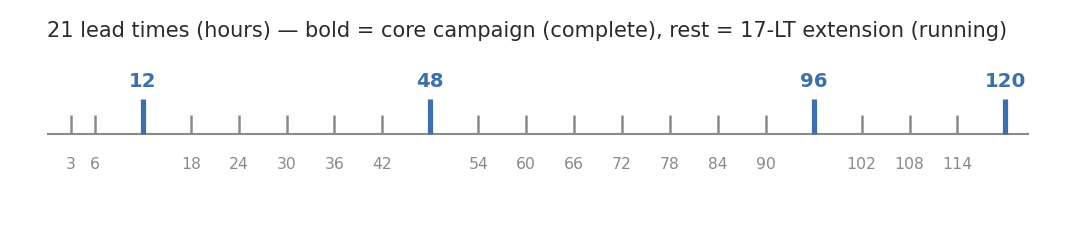 21 lead times (hours) — bold = core campaign (complete), rest = 17-LT extension (running)
12 48 96 120
3 6 18 24 30 36 42 54 60 66 72 78 84 90 102 108 114